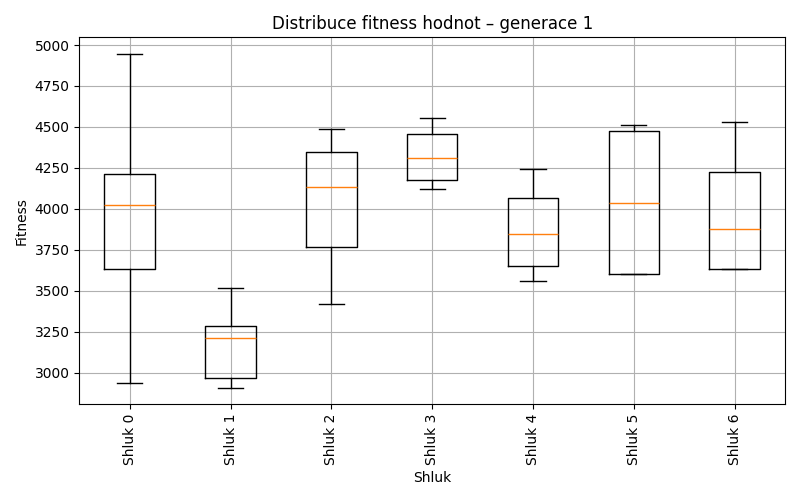 Distribuce fitness hodnot – generace 1
5000
4750
4500
4250
4000
3750
3500
3250
3000
Fitness
Shluk 0
Shluk 1
Shluk 2
Shluk 3
Shluk 4
Shluk 5
Shluk 6
Shluk